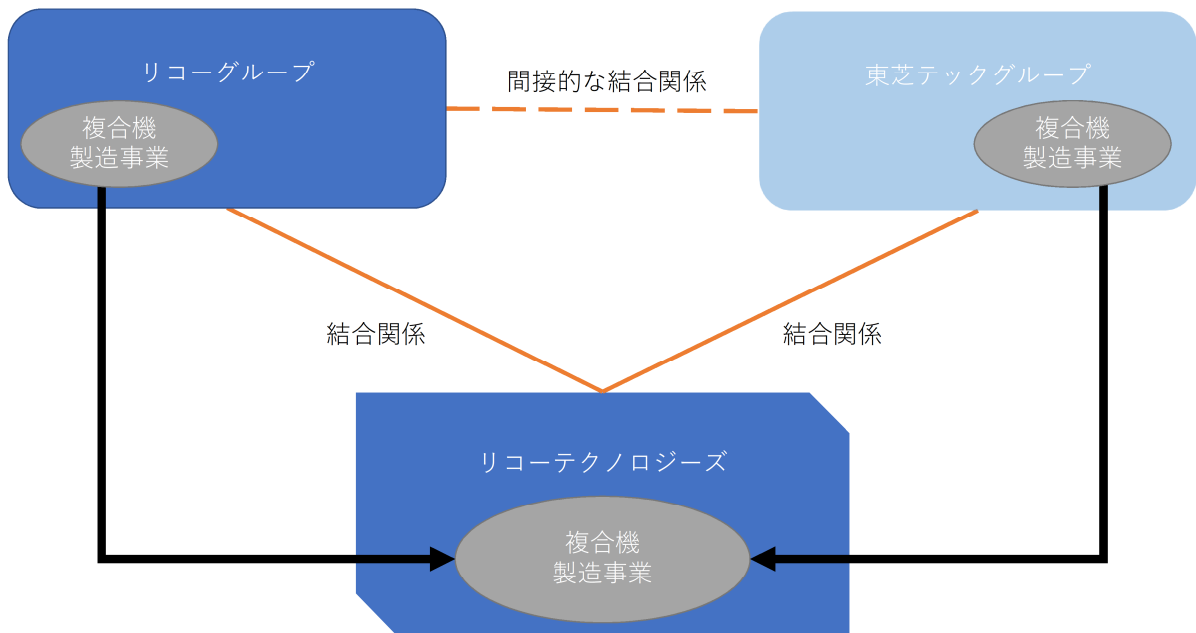 リコーグループ
間接的な結合関係
東芝テックグループ
複合機
製造事業
複合機
製造事業
結合関係
結合関係
リコーテクノロジーズ
複合機
製造事業